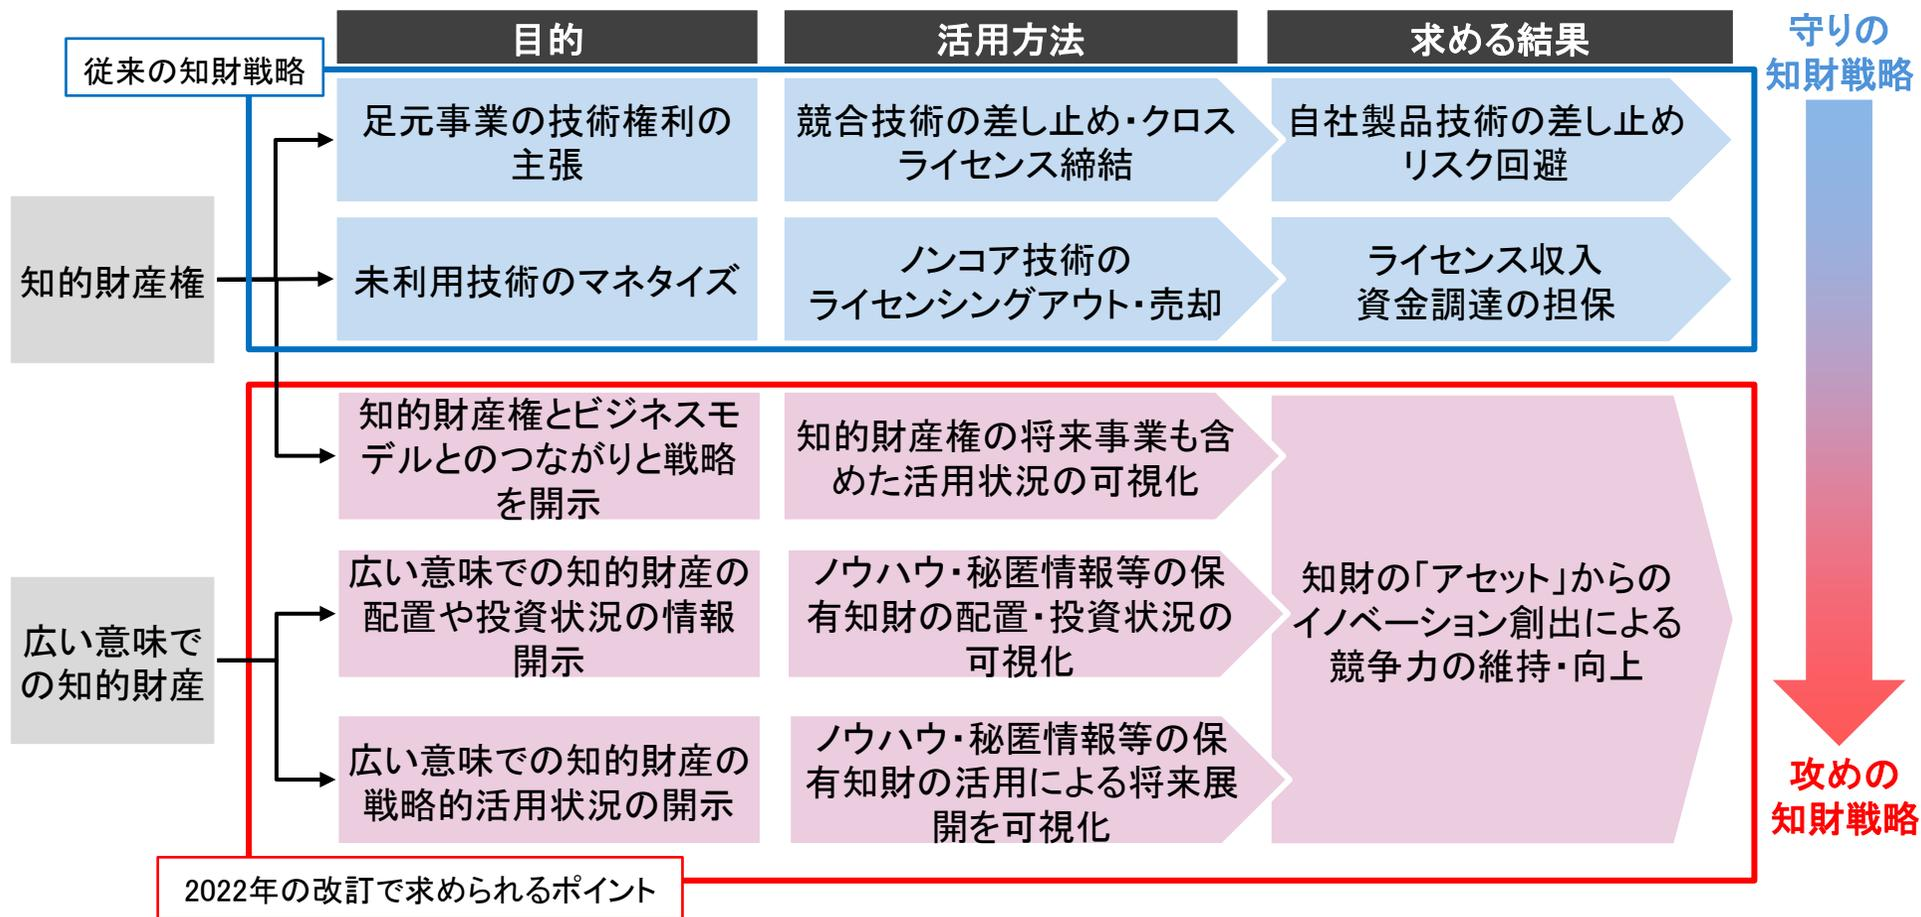 目的
活用方法
求める結果
守りの
知財戦略
従来の知財戦略
足元事業の技術権利の
主張
競合技術の差し止め・クロス
ライセンス締結
自社製品技術の差し止め
リスク回避
知的財産権
未利用技術のマネタイズ
ノンコア技術の
ライセンシングアウト・売却
ライセンス収入
資金調達の担保
知的財産権とビジネスモ
デルとのつながりと戦略
を開示
知的財産権の将来事業も含
めた活用状況の可視化
広い意味で
の知的財産
広い意味での知的財産の
配置や投資状況の情報
開示
ノウハウ・秘匿情報等の保
有知財の配置・投資状況の
可視化
知財の「アセット」からの
イノベーション創出による
競争力の維持・向上
広い意味での知的財産の
戦略的活用状況の開示
ノウハウ・秘匿情報等の保
有知財の活用による将来展
開を可視化
攻めの
知財戦略
2022年の改訂で求められるポイント